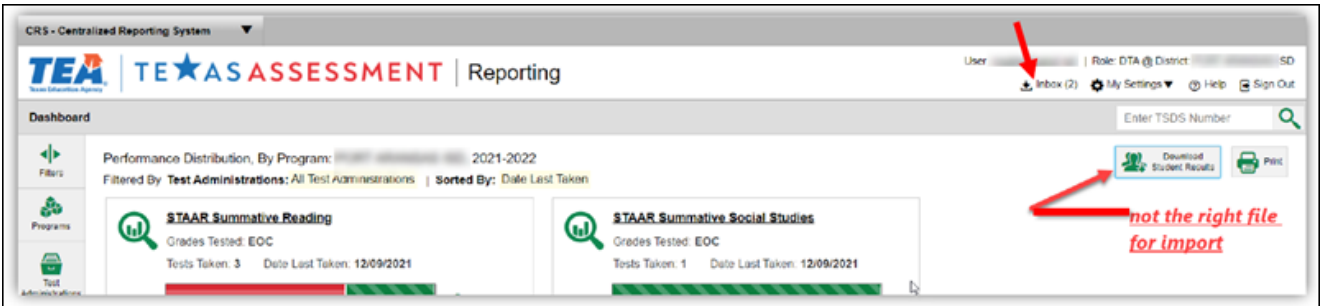 CRS - Centralized Reporting System ▼
TEA
Texas Education Agency
TE★AS ASSESSMENT | Reporting
User | Role: DTA @ District SD
Inbox (2) My Settings▼ Help Sign Out
Dashboard
Enter TSDS Number
Filters
Performance Distribution, By Program: 2021-2022
Filtered By Test Administrations: All Test Administrations | Sorted By: Date Last Taken
Download
Student Results
Print
not the right file
for import
Programs
STAAR Summative Reading
Grades Tested: EOC
Tests Taken: 3 Date Last Taken: 12/09/2021
STAAR Summative Social Studies
Grades Tested: EOC
Tests Taken: 1 Date Last Taken: 12/09/2021
Test
Administrations